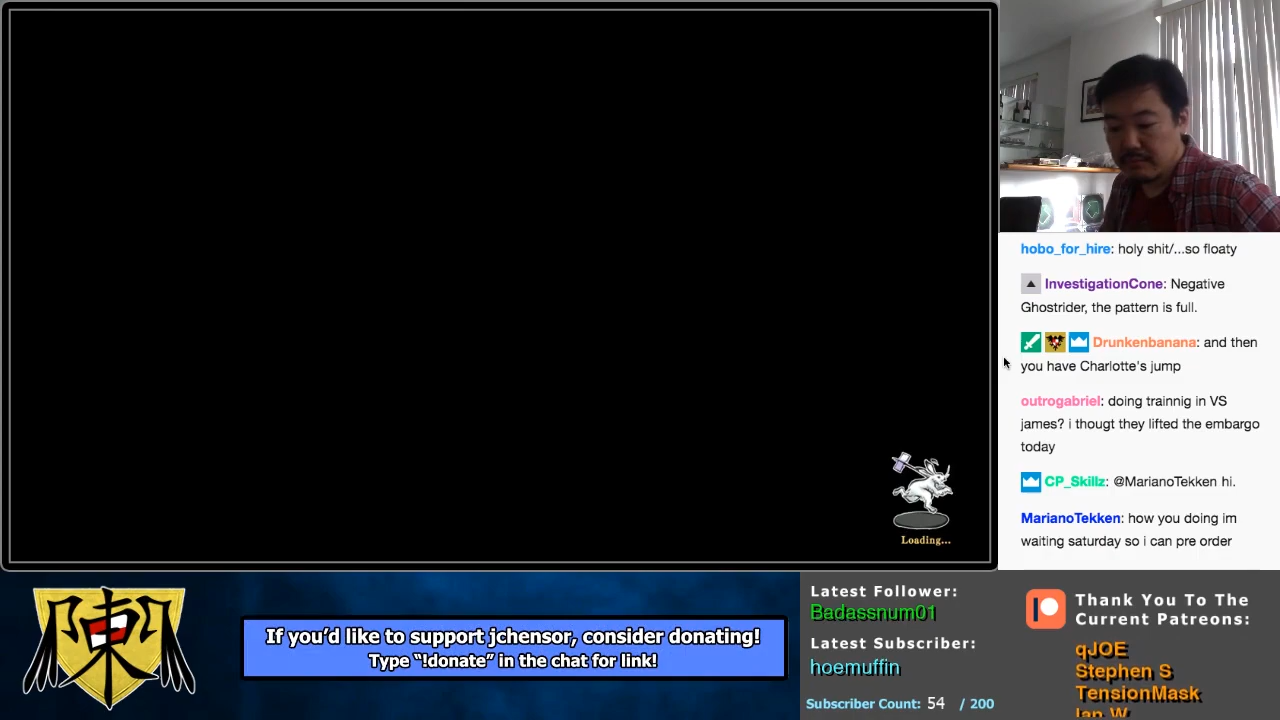 hobo_for_hire: holy shit/...so floaty
InvestigationCone: Negative
Ghostrider, the pattern is full.
Drunkenbanana: and then
you have Charlotte's jump
outrogabriel: doing trainnig in VS
james? i thougt they lifted the embargo
today
CP_Skillz: @MarianoTekken hi.
MarianoTekken: how you doing im
waiting saturday so i can pre order
Loading...
陳
If you'd like to support jchensor, consider donating!
Type "!donate" in the chat for link!
Latest Follower:
Badassnum01
Latest Subscriber:
hoemuffin
Subscriber Count: 54 / 200
Thank You To The
Current Patreons:
qJOE
Stephen S
TensionMask
Ian W